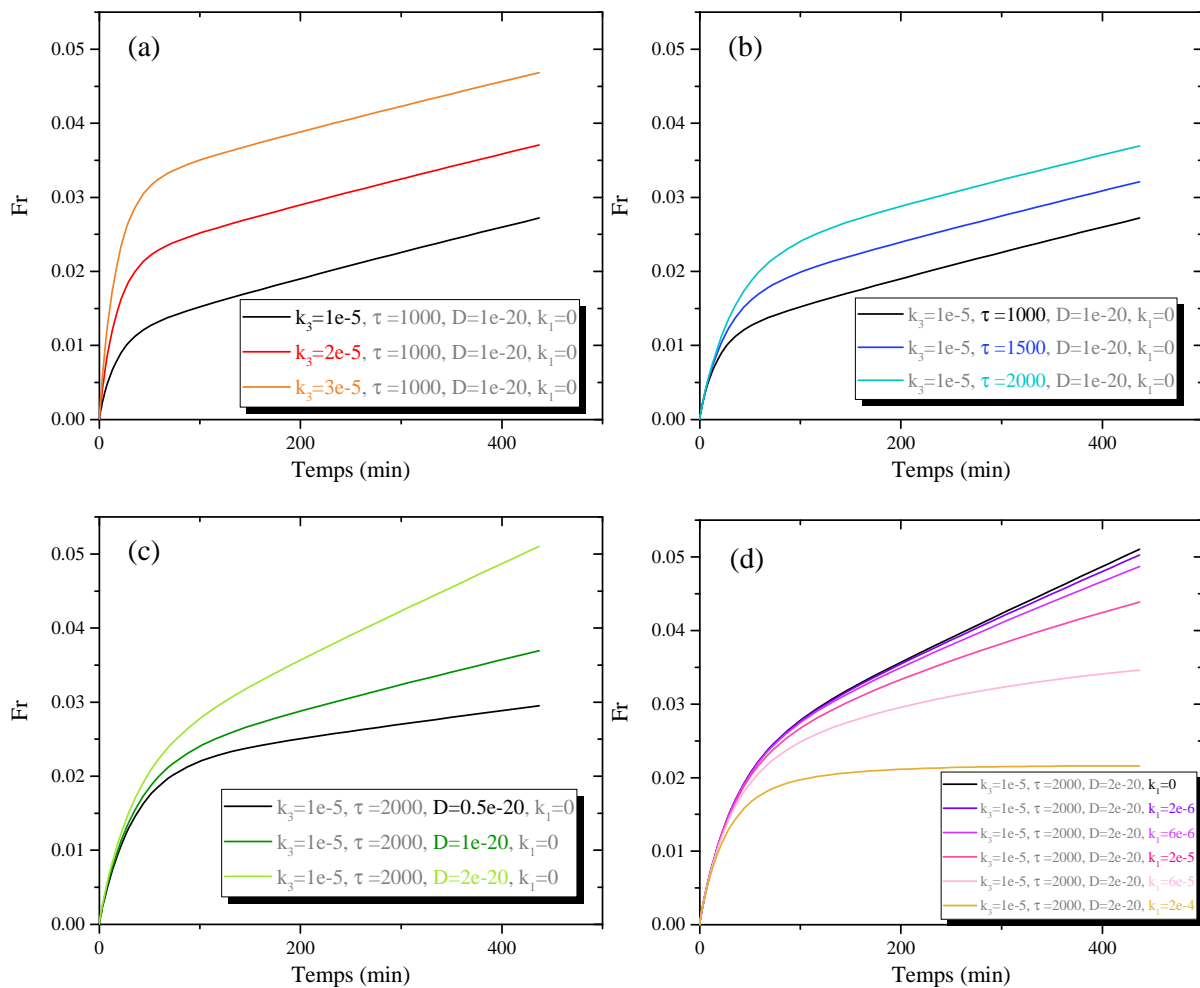 (a)
0.05
0.04
0.03
0.02
0.01
0.00
Fr
k₃=1e-5, τ =1000, D=1e-20, k₁=0
k₃=2e-5, τ =1000, D=1e-20, k₁=0
k₃=3e-5, τ =1000, D=1e-20, k₁=0
0 200 400
Temps (min)
(b)
0.05
0.04
0.03
0.02
0.01
0.00
Fr
k₃=1e-5, τ =1000, D=1e-20, k₁=0
k₃=1e-5, τ =1500, D=1e-20, k₁=0
k₃=1e-5, τ =2000, D=1e-20, k₁=0
0 200 400
Temps (min)
(c)
0.05
0.04
0.03
0.02
0.01
0.00
Fr
k₃=1e-5, τ =2000, D=0.5e-20, k₁=0
k₃=1e-5, τ =2000, D=1e-20, k₁=0
k₃=1e-5, τ =2000, D=2e-20, k₁=0
0 200 400
Temps (min)
(d)
0.05
0.04
0.03
0.02
0.01
0.00
Fr
k₃=1e-5, τ =2000, D=2e-20, k₁=0
k₃=1e-5, τ =2000, D=2e-20, k₁=2e-6
k₃=1e-5, τ =2000, D=2e-20, k₁=6e-6
k₃=1e-5, τ =2000, D=2e-20, k₁=2e-5
k₃=1e-5, τ =2000, D=2e-20, k₁=6e-5
k₃=1e-5, τ =2000, D=2e-20, k₁=2e-4
0 200 400
Temps (min)